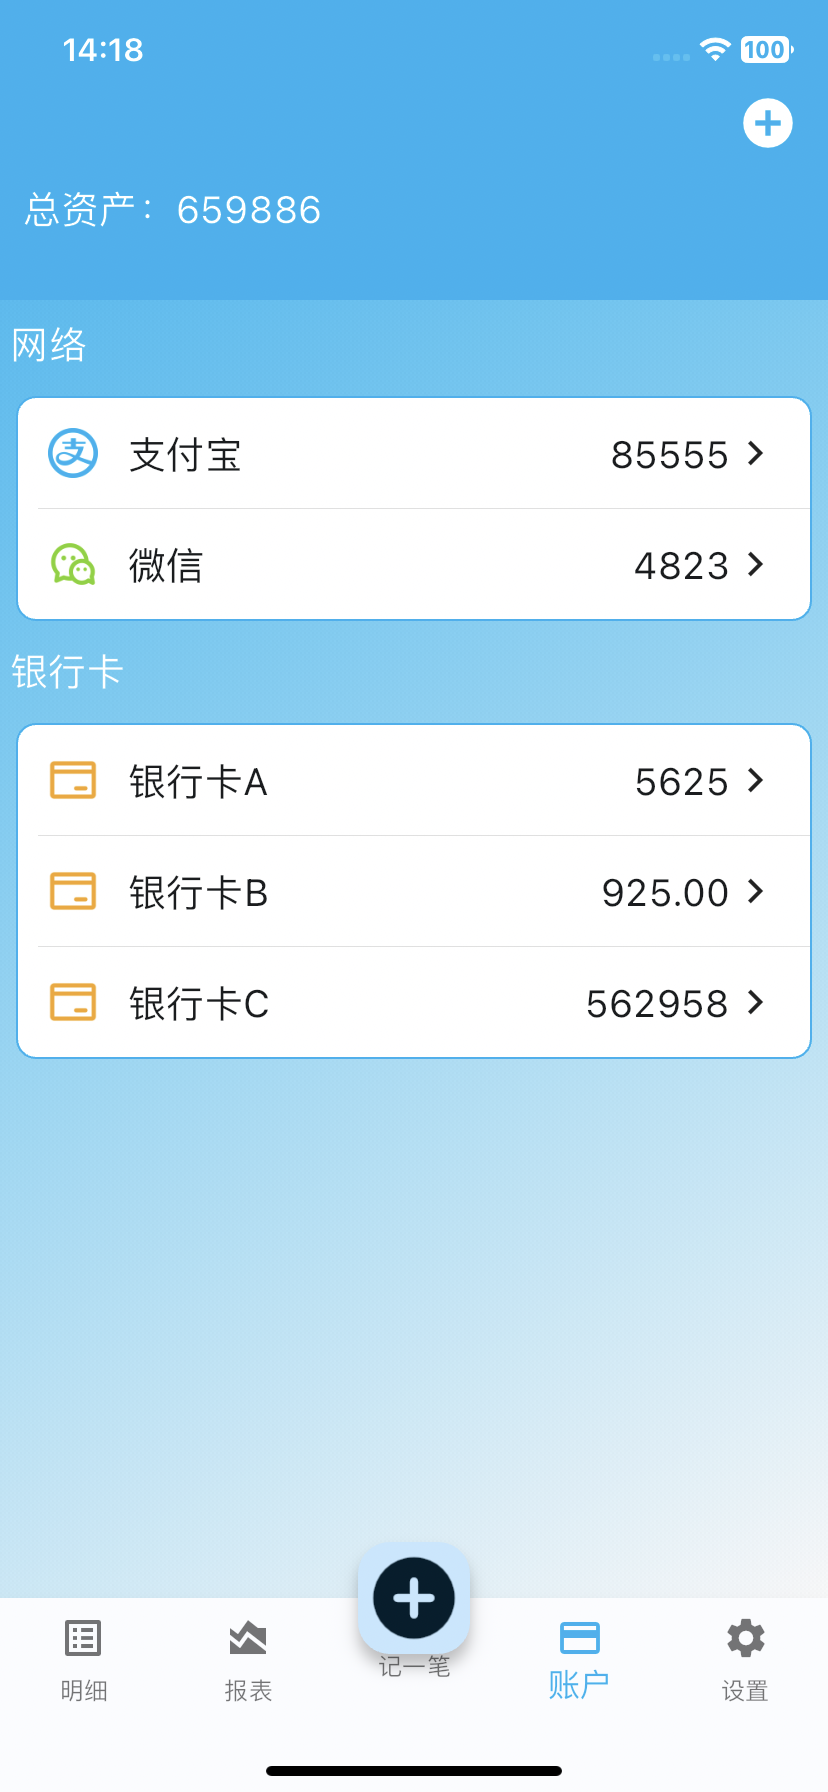 14:18
100
总资产：659886
网络
支 支付宝 85555
微信 4823
银行卡
银行卡A 5625
银行卡B 925.00
银行卡C 562958
明细 报表 记一笔 账户 设置